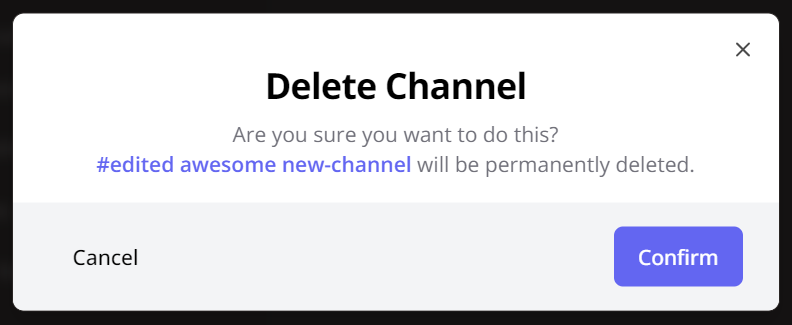 Delete Channel
Are you sure you want to do this?
#edited awesome new-channel will be permanently deleted.
Cancel
Confirm